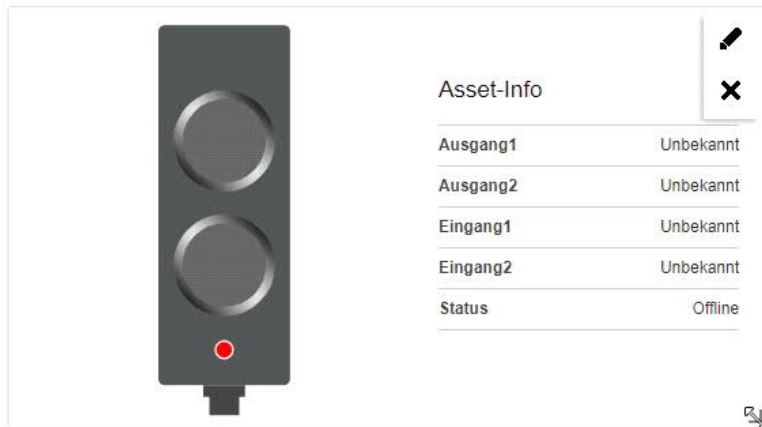 Asset-Info
Ausgang1 Unbekannt
Ausgang2 Unbekannt
Eingang1 Unbekannt
Eingang2 Unbekannt
Status Offline